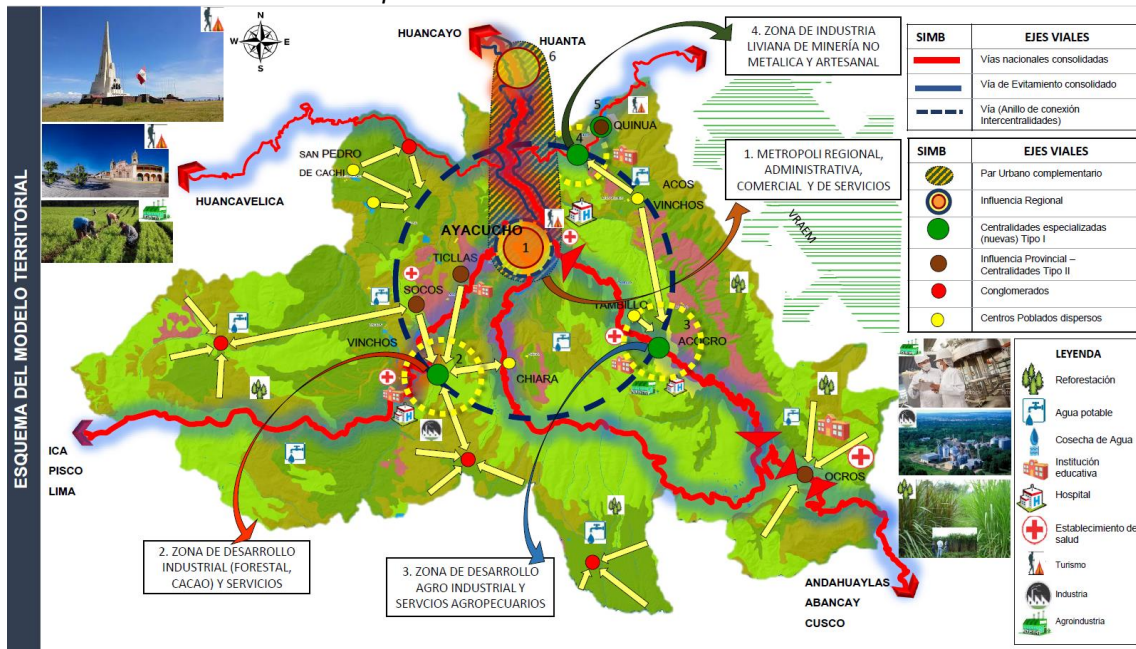 ESQUEMA DEL MODELO TERRITORIAL
N
W
E
S
HUANCAYO
HUANTA
6
4. ZONA DE INDUSTRIA
LIVIANA DE MINERÍA NO
METALICA Y ARTESANAL
5
QUINUA
4
SAN PEDRO
DE CACHI
HUANCAVELICA
1. METROPOLI REGIONAL,
ADMINISTRATIVA,
COMERCIAL Y DE SERVICIOS
ACOS
VINCHOS
VRAEM
AYACUCHO
1
TICLLAS
SOCOS
TAMBILLO
3
ACOCRO
VINCHOS
2
CHIARA
ICA
PISCO
LIMA
OCROS
2. ZONA DE DESARROLLO
INDUSTRIAL (FORESTAL,
CACAO) Y SERVICIOS
3. ZONA DE DESARROLLO
AGRO INDUSTRIAL Y
SERVCIOS AGROPECUARIOS
ANDAHUAYLAS
ABANCAY
CUSCO
SIMB EJES VIALES
Vías nacionales consolidadas
Vía de Evitamiento consolidado
Vía (Anillo de conexión
Intercentralidades)
SIMB EJES VIALES
Par Urbano complementario
Influencia Regional
Centralidades especializadas
(nuevas) Tipo I
Influencia Provincial –
Centralidades Tipo II
Conglomerados
Centros Poblados dispersos
LEYENDA
Reforestación
Agua potable
Cosecha de Agua
Institución
educativa
Hospital
Establecimiento de
salud
Turismo
Industria
Agroindustria